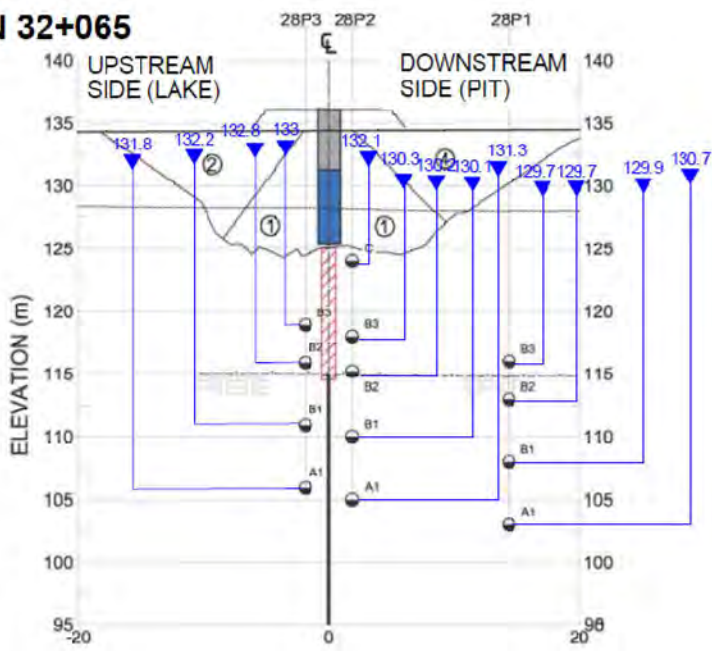 N 32+065
28P3 28P2 28P1
℄
140 140
UPSTREAM
SIDE (LAKE)
DOWNSTREAM
SIDE (PIT)
135 135
131.8 132.2 132.8 133 132.1 130.3 130.2 130.1 131.3 129.7 129.7 129.9 130.7
② ④
130 130
① ①
125 125
C
120 120
B3 B3 B3
B2 B2 B2
115 115
B1 B1 B1
110 110
A1 A1 A1
105 105
100 100
95
-20 0 20
ELEVATION (m)